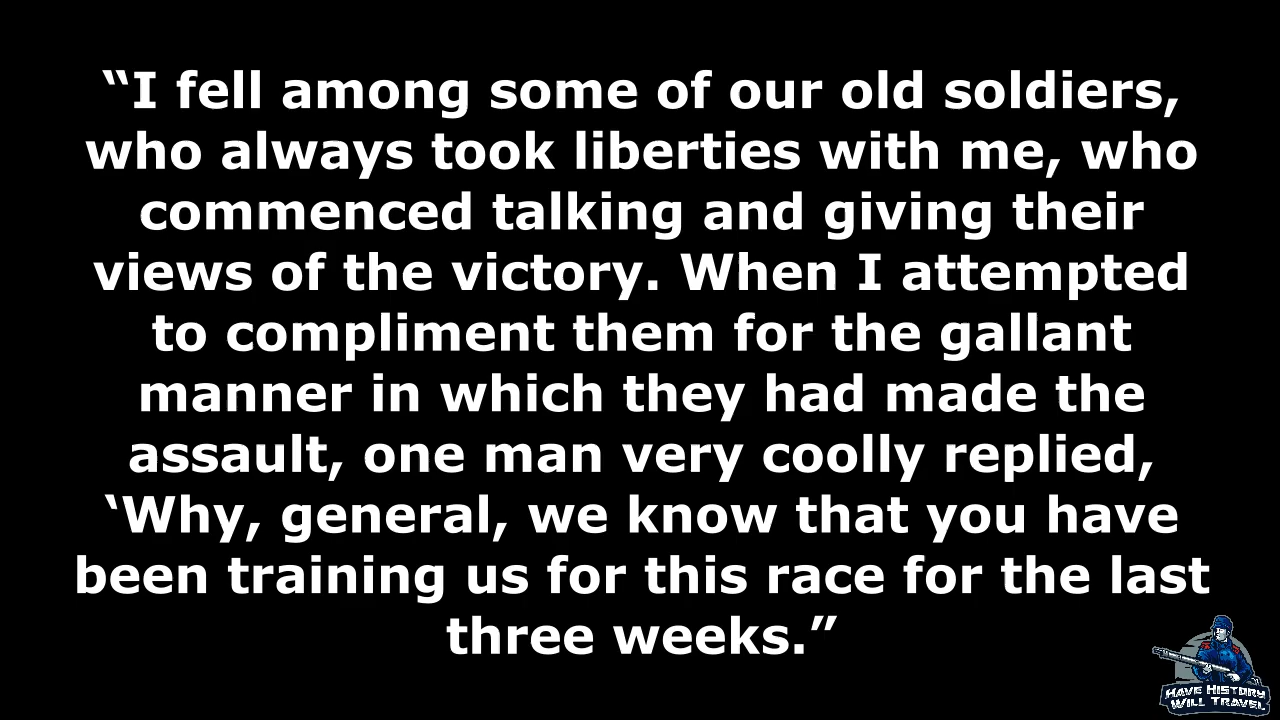 “I fell among some of our old soldiers,
who always took liberties with me, who
commenced talking and giving their
views of the victory. When I attempted
to compliment them for the gallant
manner in which they had made the
assault, one man very coolly replied,
‘Why, general, we know that you have
been training us for this race for the last
three weeks.”
HAVE HISTORY
WILL TRAVEL